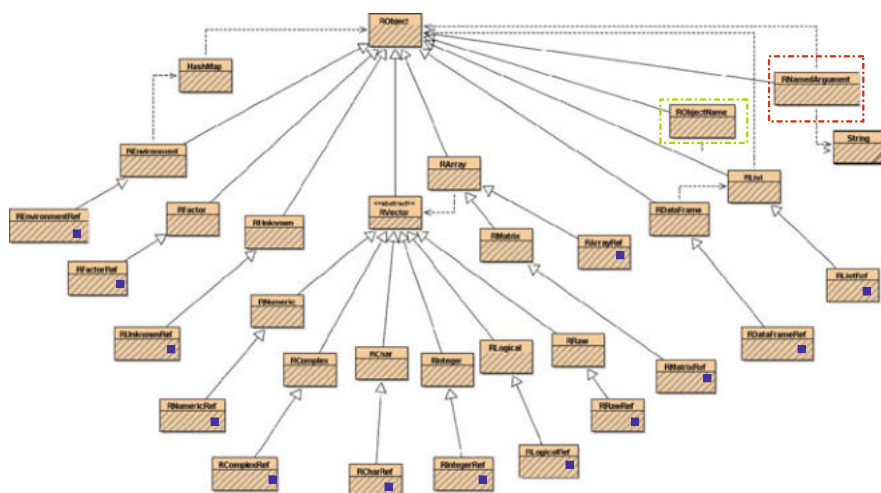 RObject
HashMap
RNamedArgument
RObjectName
String
REnvironment
RArray
RList
<<abstract>>
RVector
RFactor
RUnknown
RDataFrame
REnvironmentRef
RMatrix
RArrayRef
RFactorRef
RListRef
RNumeric
RUnknownRef
RDataFrameRef
RLogical
RRaw
RComplex
RChar
RInteger
RMatrixRef
RNumericRef
RRawRef
RLogicalRef
RComplexRef
RCharRef
RIntegerRef